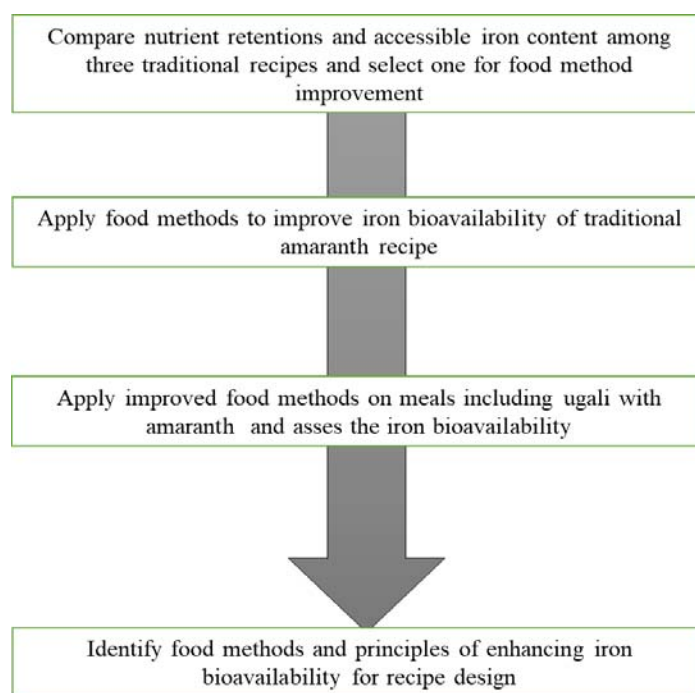 Compare nutrient retentions and accessible iron content among
three traditional recipes and select one for food method
improvement
Apply food methods to improve iron bioavailability of traditional
amaranth recipe
Apply improved food methods on meals including ugali with
amaranth and asses the iron bioavailability
Identify food methods and principles of enhancing iron
bioavailability for recipe design